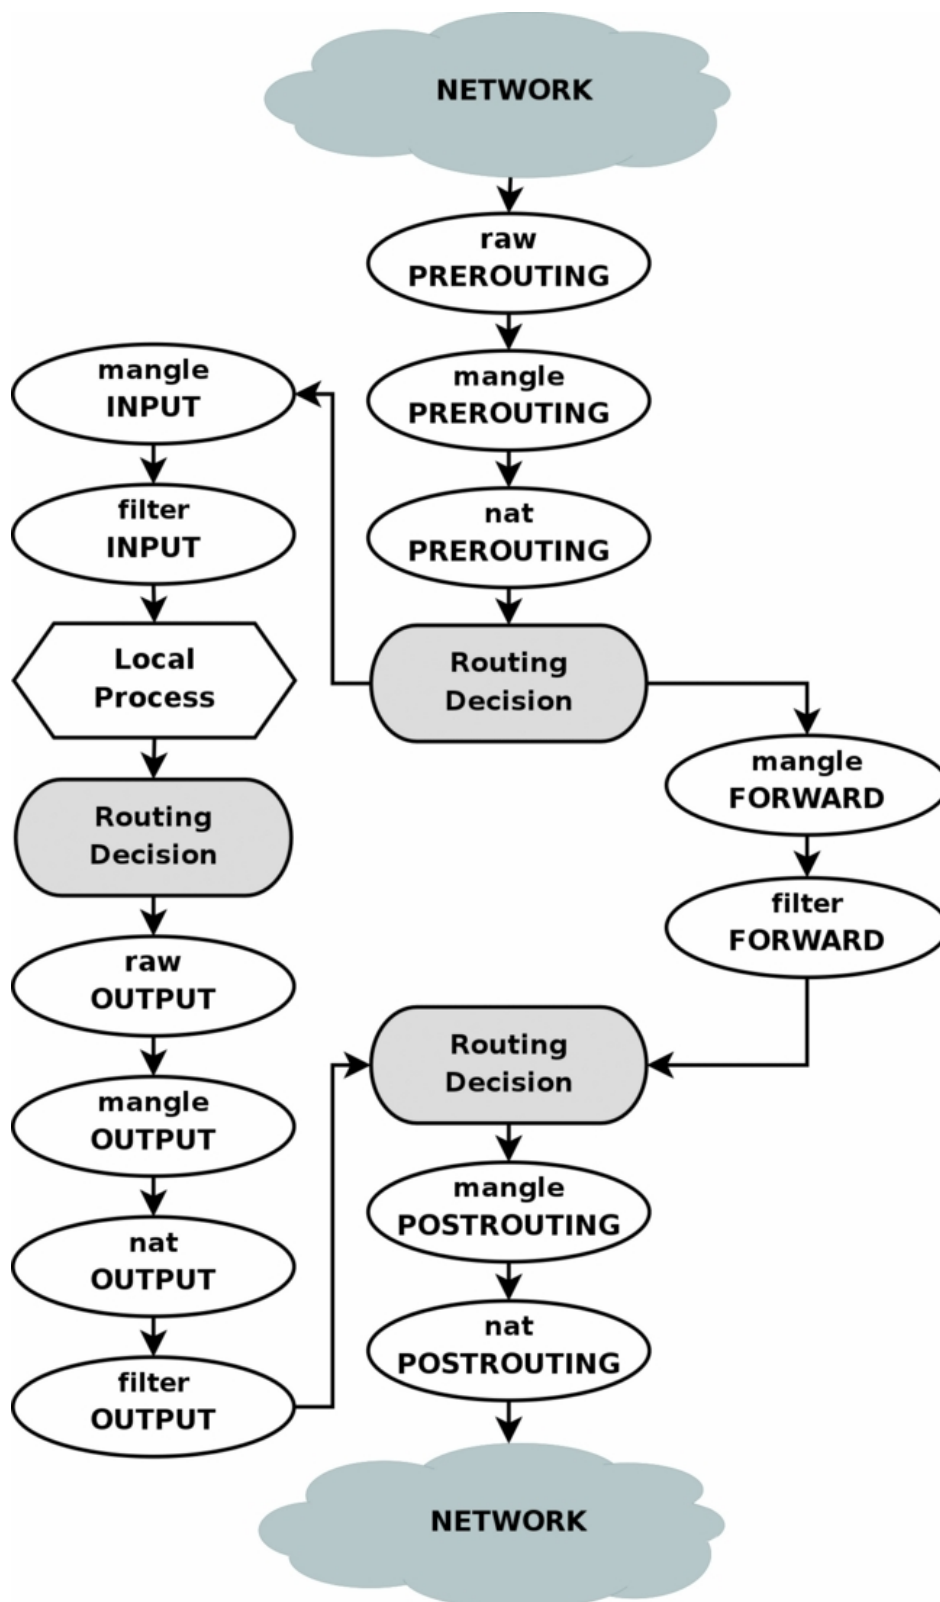 NETWORK
raw
PREROUTING
mangle
PREROUTING
nat
PREROUTING
Routing
Decision
mangle
INPUT
filter
INPUT
Local
Process
Routing
Decision
raw
OUTPUT
mangle
OUTPUT
nat
OUTPUT
filter
OUTPUT
mangle
FORWARD
filter
FORWARD
Routing
Decision
mangle
POSTROUTING
nat
POSTROUTING
NETWORK